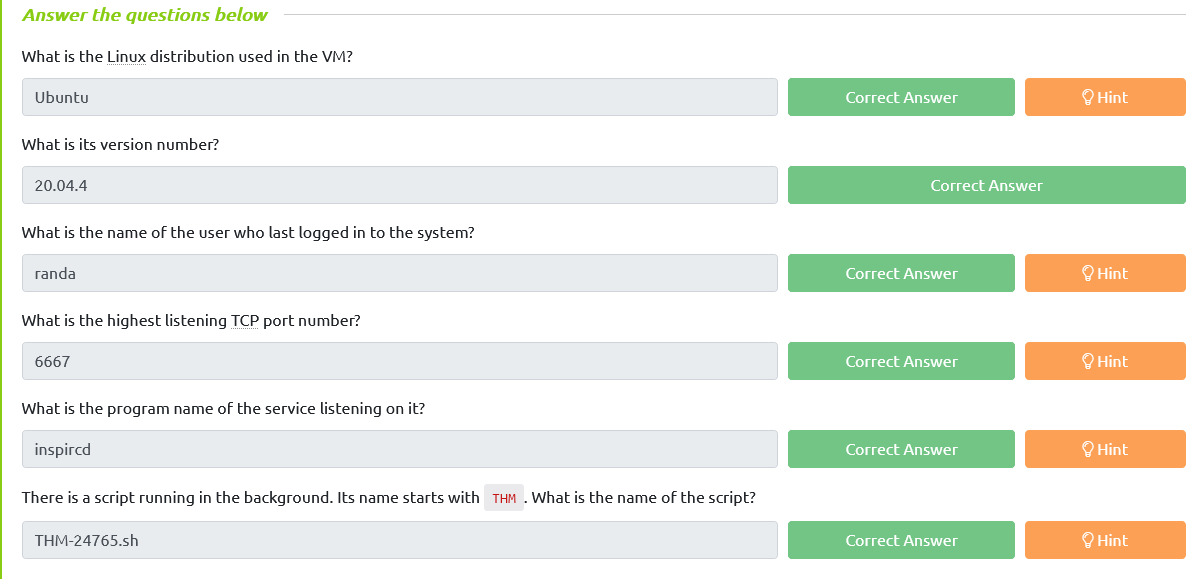 Answer the questions below
What is the Linux distribution used in the VM?
Ubuntu Correct Answer Hint
What is its version number?
20.04.4 Correct Answer
What is the name of the user who last logged in to the system?
randa Correct Answer Hint
What is the highest listening TCP port number?
6667 Correct Answer Hint
What is the program name of the service listening on it?
inspircd Correct Answer Hint
There is a script running in the background. Its name starts with THM . What is the name of the script?
THM-24765.sh Correct Answer Hint